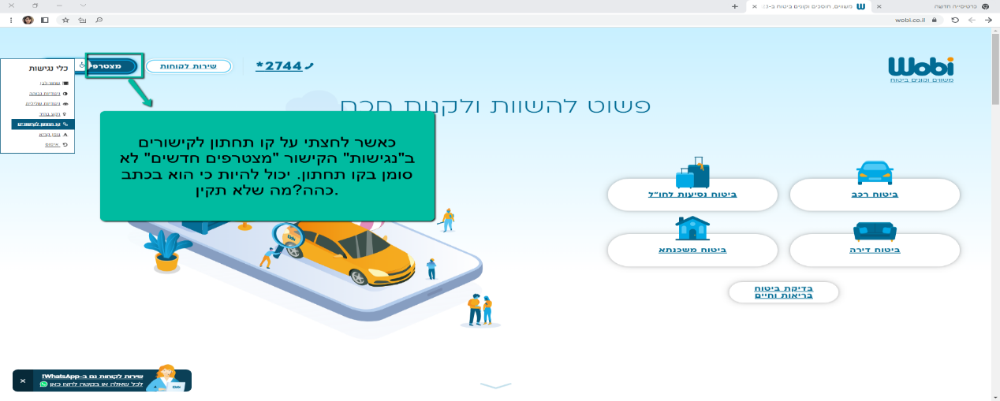 כרטיסייה חדשה
משווים, חוסכים וקונים ביטוח ב-3
wobi.co.il
Wobi
משווים וקונים ביטוח
*2744
שירות לקוחות
מצטרפי
כלי נגישות
שחור לבן
ניגודיות גבוהה
ניגודיות שלילית
רקע בהיר
קו תחתון לקישורים
גופן קריא
איפוס
פשוט להשוות ולקנות חכם
כאשר לחצתי על קו תחתון לקישורים
ב"נגישות" הקישור "מצטרפים חדשים" לא
סומן בקו תחתון. יכול להיות כי הוא בכתב
כהה?מה שלא תקין.
ביטוח רכב
ביטוח נסיעות לחו"ל
ביטוח דירה
ביטוח משכנתא
בדיקת ביטוח
בריאות וחיים
שירות לקוחות גם ב-WhatsApp!
לכל שאלה או בקשה לחצו כאן